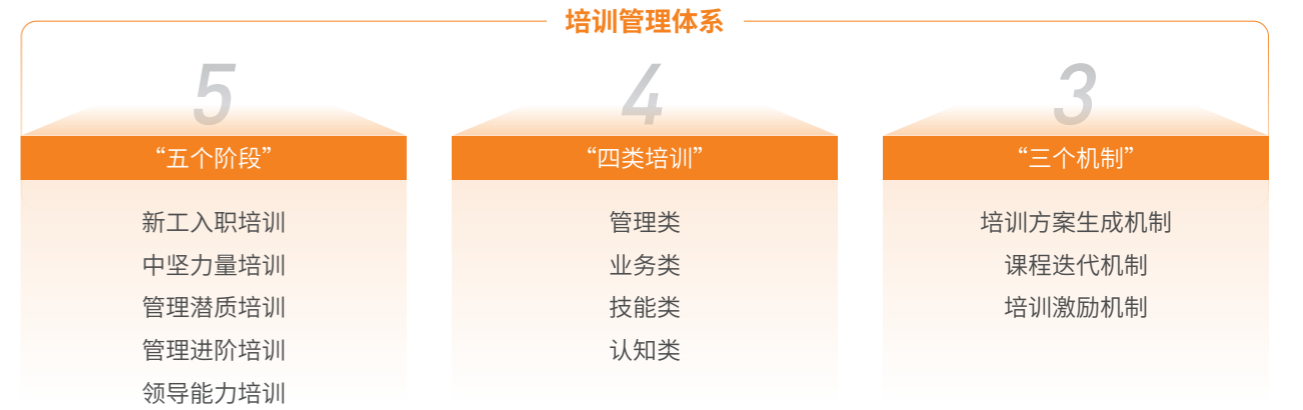 培训管理体系
5
“五个阶段”
新工入职培训
中坚力量培训
管理潜质培训
管理进阶培训
领导能力培训
4
“四类培训”
管理类
业务类
技能类
认知类
3
“三个机制”
培训方案生成机制
课程迭代机制
培训激励机制